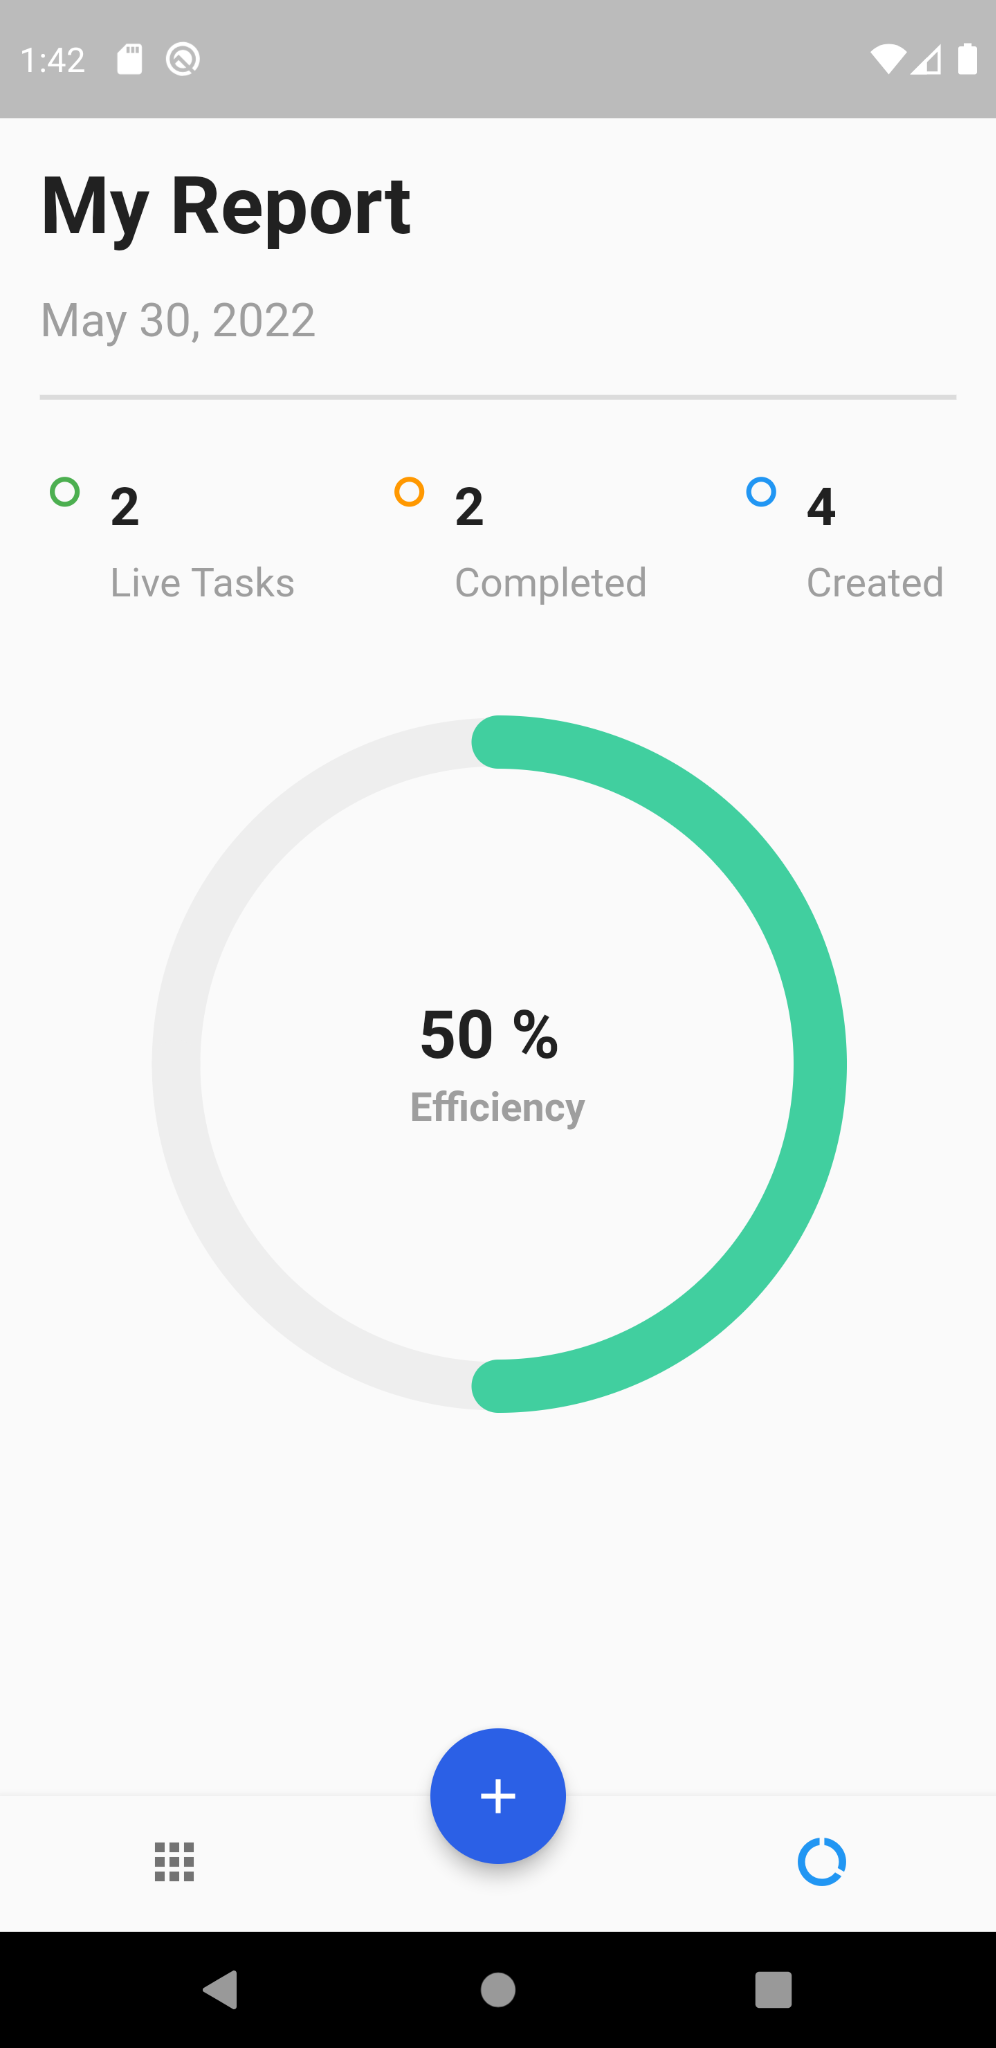 1:42
My Report
May 30, 2022
2
Live Tasks
2
Completed
4
Created
50 %
Efficiency